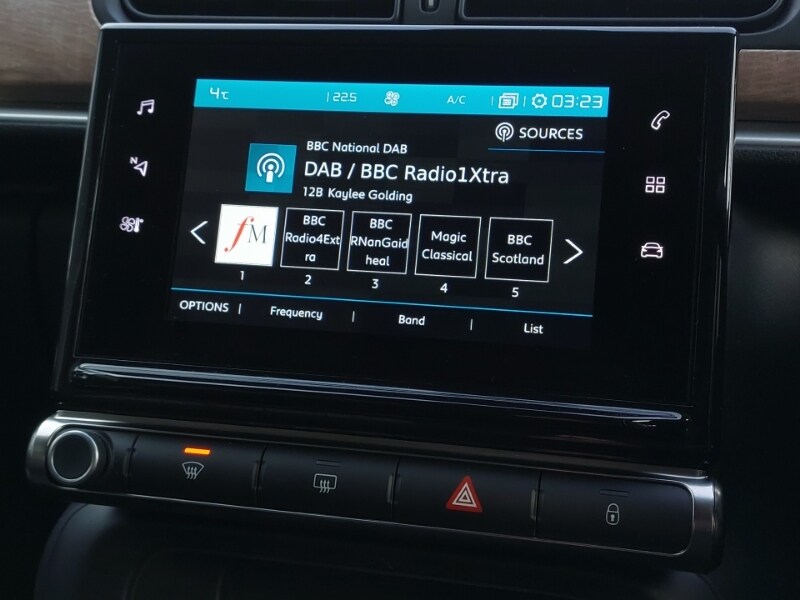 4°C | 22.5 A/C | | 03:23
SOURCES
BBC National DAB
DAB / BBC Radio1Xtra
12B Kaylee Golding
N
fM
BBC
Radio4Ext
ra
BBC
RNanGaid
heal
Magic
Classical
BBC
Scotland
1 2 3 4 5
OPTIONS | Frequency | Band | List